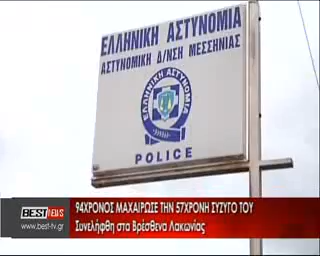 ΕΛΛΗΝΙΚΗ ΑΣΤΥΝΟΜΙΑ
ΑΣΤΥΝΟΜΙΚΗ Δ/ΝΣΗ ΜΕΣΣΗΝΙΑΣ
ΕΛΛΗΝΙΚΗ ΑΣΤΥΝΟΜΙΑ
POLICE
94ΧΡΟΝΟΣ ΜΑΧΑΙΡΩΣΕ ΤΗΝ 57ΧΡΟΝΗ ΣΥΖΥΓΟ ΤΟΥ
BEST NEWS
Συνελήφθη στα Βρέσθενα Λακωνίας
www.best-tv.gr